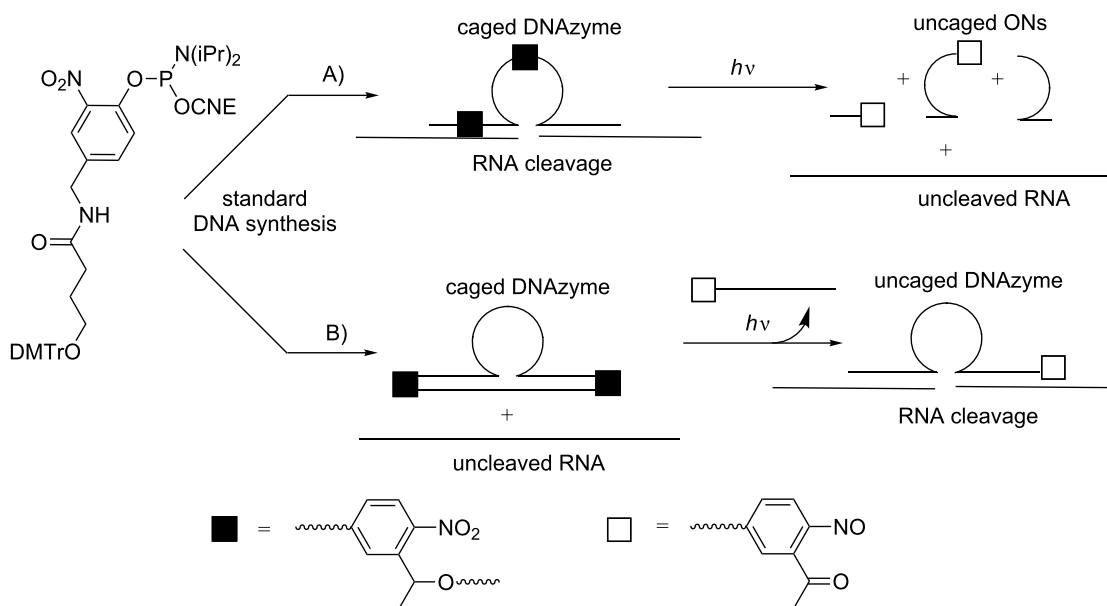 N(iPr)2
O
P
NO2
OCNE
NH
O
DMTrO
standard
DNA synthesis
A)
caged DNAzyme
RNA cleavage
hν
uncaged ONs
+
+
+
uncleaved RNA
B)
caged DNAzyme
+
uncleaved RNA
hν
uncaged DNAzyme
RNA cleavage
=
NO2
O
=
NO
O